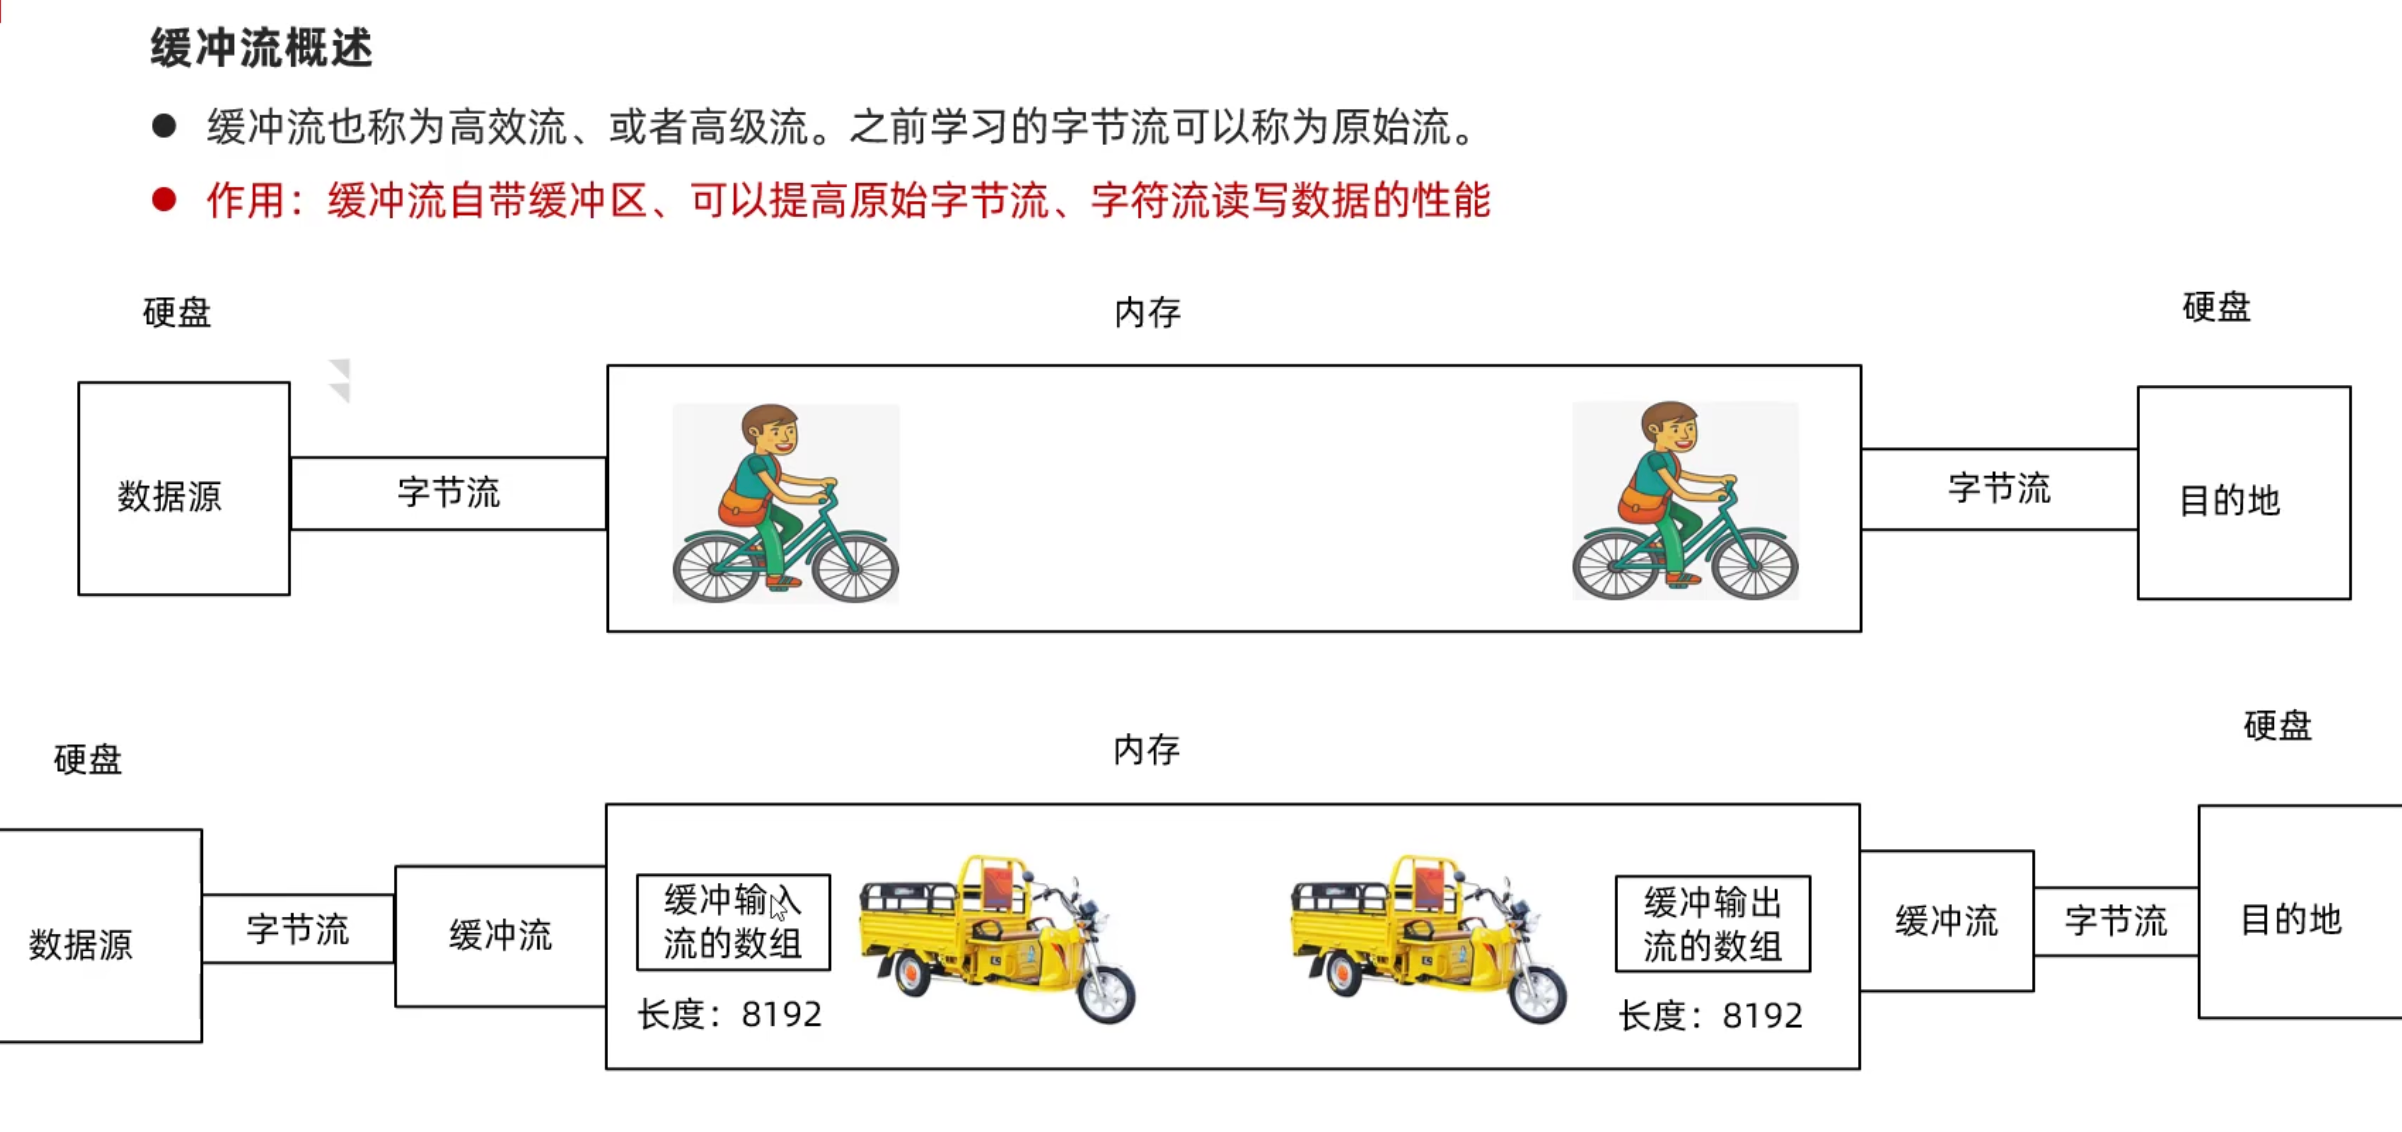 缓冲流概述
缓冲流也称为高效流、或者高级流。之前学习的字节流可以称为原始流。
作用：缓冲流自带缓冲区、可以提高原始字节流、字符流读写数据的性能
硬盘
内存
硬盘
数据源
字节流
字节流
目的地
硬盘
内存
硬盘
数据源
字节流
缓冲流
缓冲输入
流的数组
长度：8192
缓冲输出
流的数组
长度：8192
缓冲流
字节流
目的地